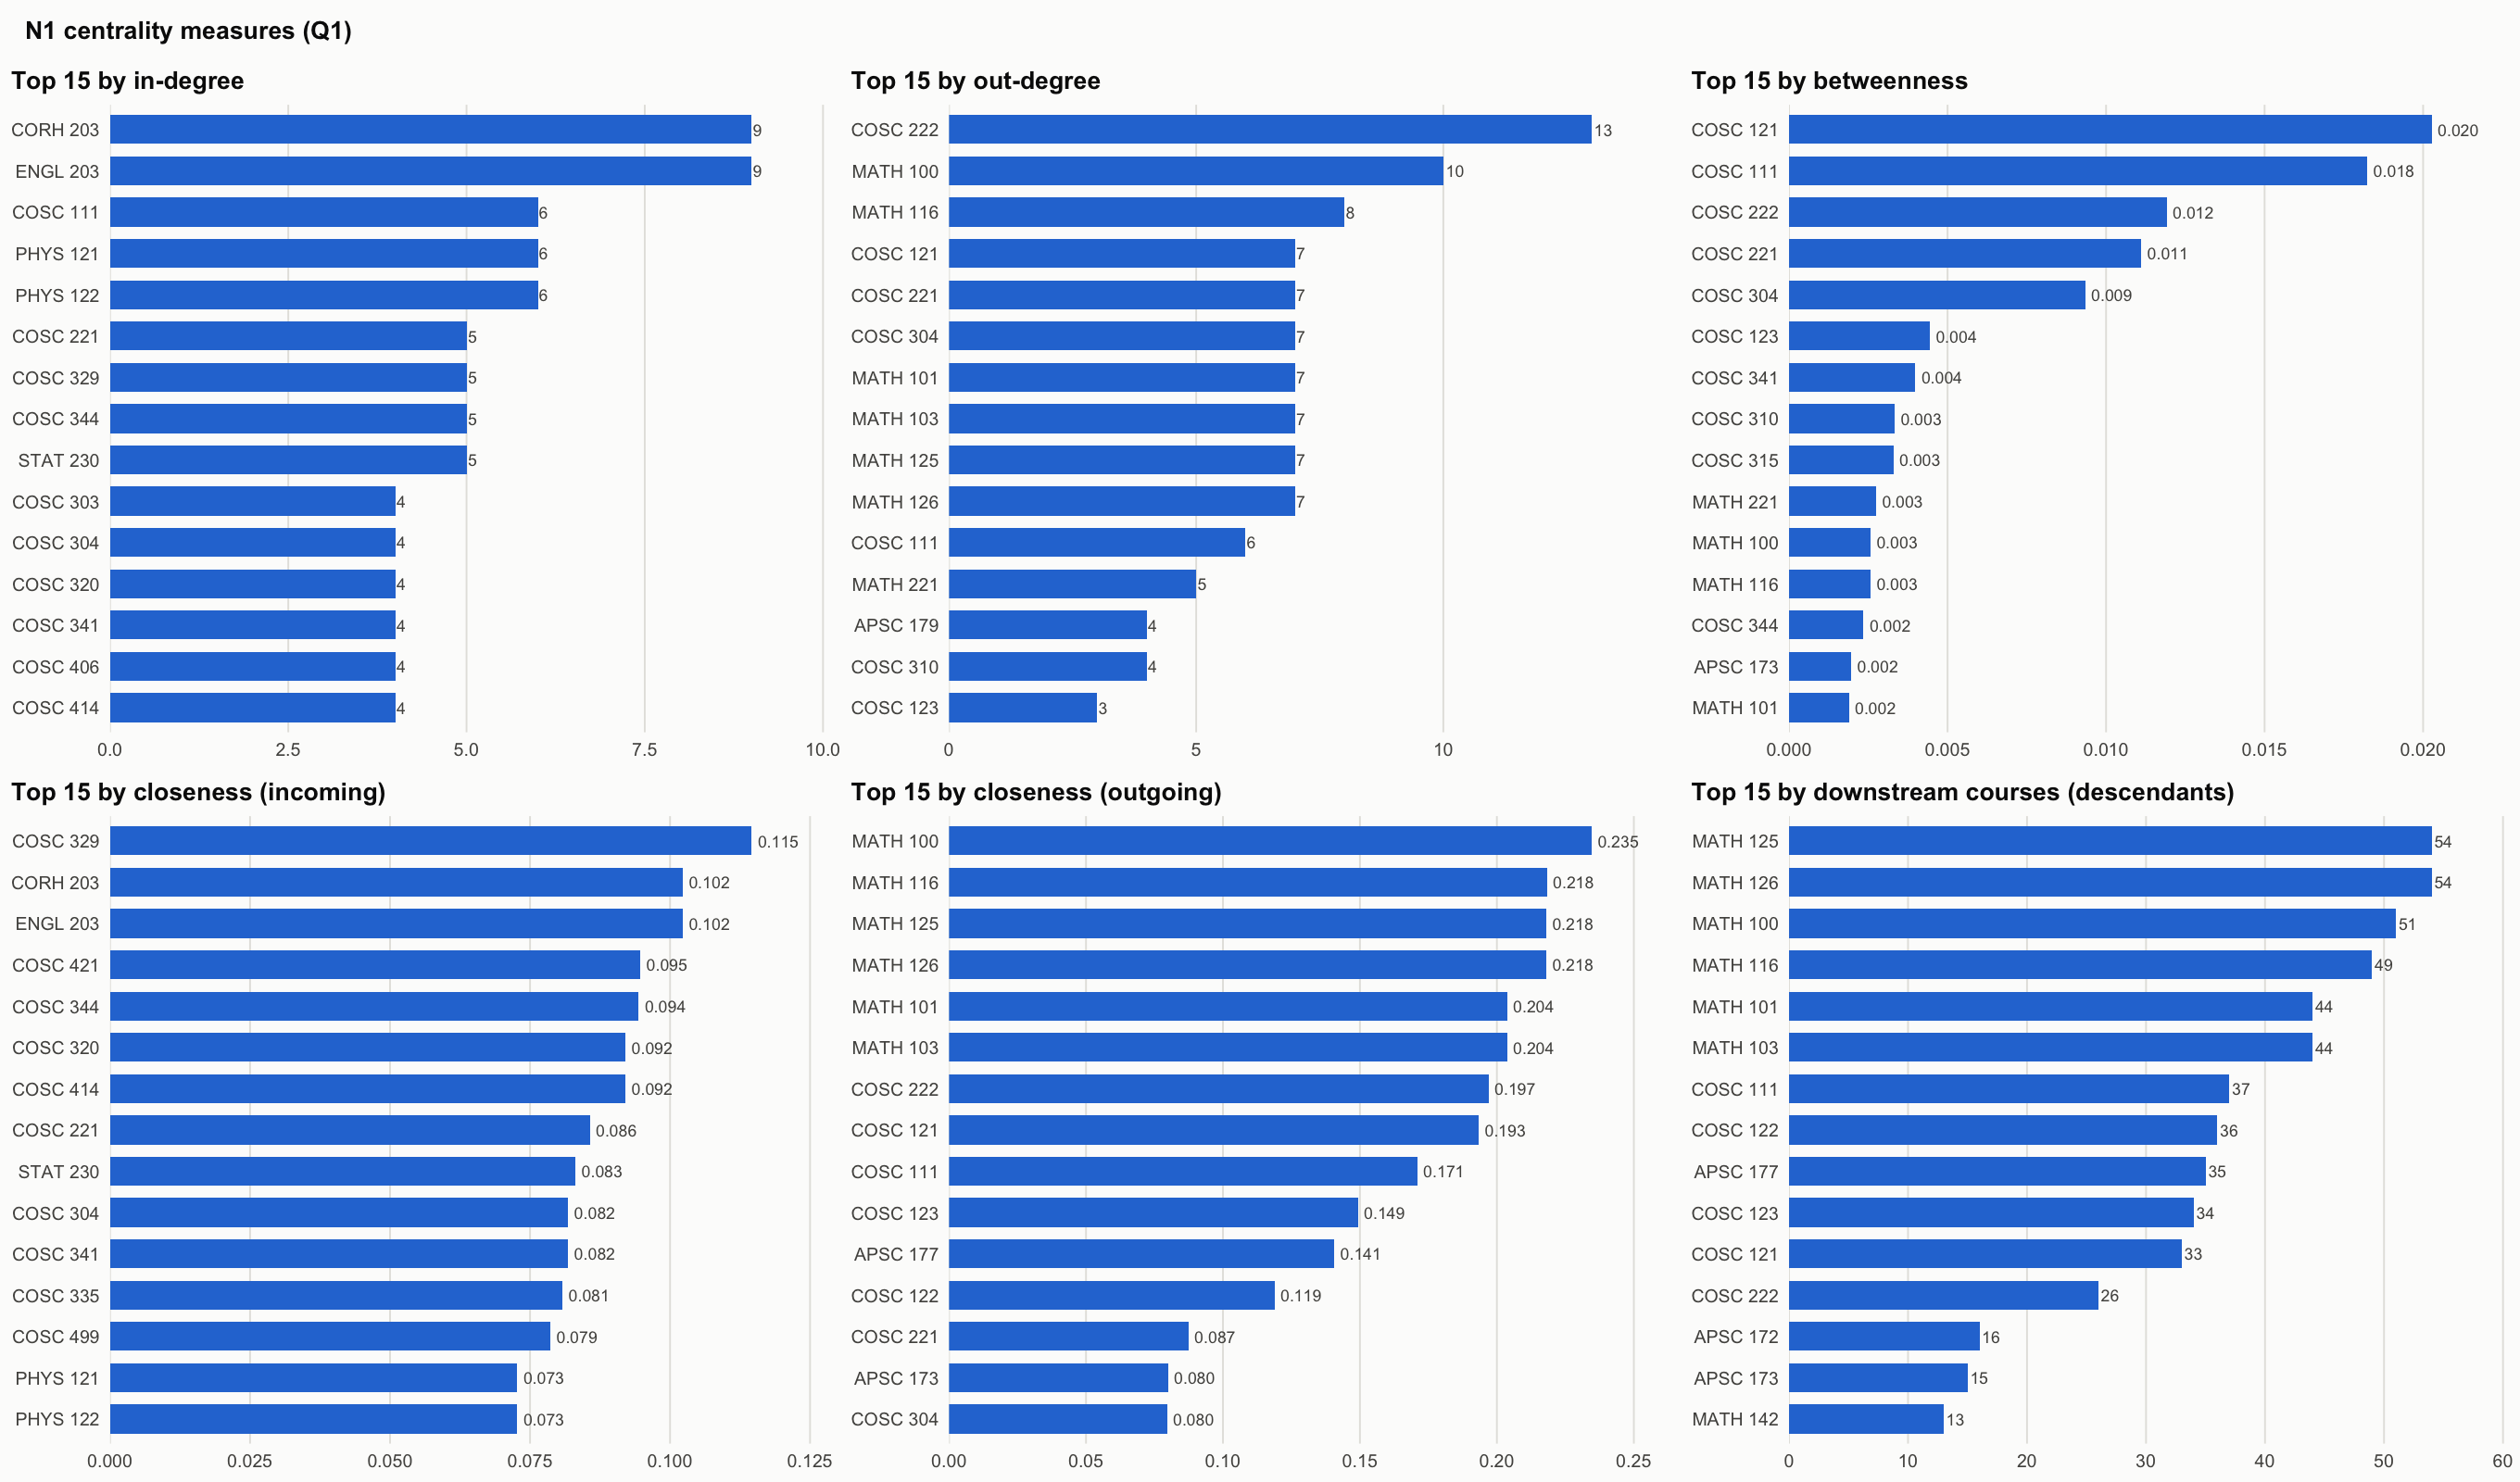 N1 centrality measures (Q1)
Top 15 by in-degree
CORH 203 9
ENGL 203 9
COSC 111 6
PHYS 121 6
PHYS 122 6
COSC 221 5
COSC 329 5
COSC 344 5
STAT 230 5
COSC 303 4
COSC 304 4
COSC 320 4
COSC 341 4
COSC 406 4
COSC 414 4
0.0 2.5 5.0 7.5 10.0
Top 15 by out-degree
COSC 222 13
MATH 100 10
MATH 116 8
COSC 121 7
COSC 221 7
COSC 304 7
MATH 101 7
MATH 103 7
MATH 125 7
MATH 126 7
COSC 111 6
MATH 221 5
APSC 179 4
COSC 310 4
COSC 123 3
0 5 10
Top 15 by betweenness
COSC 121 0.020
COSC 111 0.018
COSC 222 0.012
COSC 221 0.011
COSC 304 0.009
COSC 123 0.004
COSC 341 0.004
COSC 310 0.003
COSC 315 0.003
MATH 221 0.003
MATH 100 0.003
MATH 116 0.003
COSC 344 0.002
APSC 173 0.002
MATH 101 0.002
0.000 0.005 0.010 0.015 0.020
Top 15 by closeness (incoming)
COSC 329 0.115
CORH 203 0.102
ENGL 203 0.102
COSC 421 0.095
COSC 344 0.094
COSC 320 0.092
COSC 414 0.092
COSC 221 0.086
STAT 230 0.083
COSC 304 0.082
COSC 341 0.082
COSC 335 0.081
COSC 499 0.079
PHYS 121 0.073
PHYS 122 0.073
0.000 0.025 0.050 0.075 0.100 0.125
Top 15 by closeness (outgoing)
MATH 100 0.235
MATH 116 0.218
MATH 125 0.218
MATH 126 0.218
MATH 101 0.204
MATH 103 0.204
COSC 222 0.197
COSC 121 0.193
COSC 111 0.171
COSC 123 0.149
APSC 177 0.141
COSC 122 0.119
COSC 221 0.087
APSC 173 0.080
COSC 304 0.080
0.00 0.05 0.10 0.15 0.20 0.25
Top 15 by downstream courses (descendants)
MATH 125 54
MATH 126 54
MATH 100 51
MATH 116 49
MATH 101 44
MATH 103 44
COSC 111 37
COSC 122 36
APSC 177 35
COSC 123 34
COSC 121 33
COSC 222 26
APSC 172 16
APSC 173 15
MATH 142 13
0 10 20 30 40 50 60